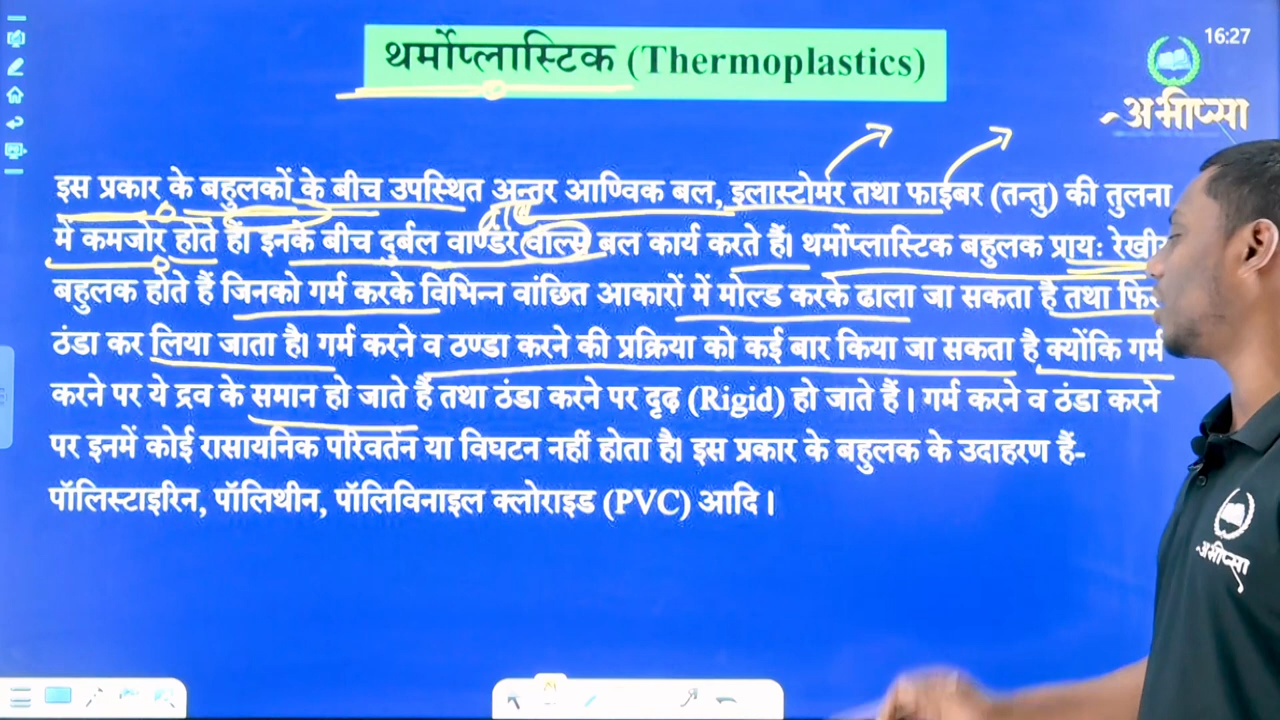 थर्मोप्लास्टिक (Thermoplastics)
16:27
अभीप्सा
इस प्रकार के बहुलकों के बीच उपस्थित अन्तर आण्विक बल, इलास्टोमर तथा फाईबर (तन्तु) की तुलना
में कमजोर होते हैं। इनके बीच दुर्बल वाण्डर वाल्स बल कार्य करते हैं। थर्मोप्लास्टिक बहुलक प्रायः
बहुलक होते हैं जिनको गर्म करके विभिन्न वांछित आकारों में मोल्ड करके ढाला जा सकता है तथा
ठंडा कर लिया जाता है। गर्म करने व ठण्डा करने की प्रक्रिया को कई बार किया जा सकता है क्योंकि गर्म
करने पर ये द्रव के समान हो जाते हैं तथा ठंडा करने पर दृढ़ (Rigid) हो जाते हैं। गर्म करने व ठंडा करने
पर इनमें कोई रासायनिक परिवर्तन या विघटन नहीं होता है। इस प्रकार के बहुलक के उदाहरण हैं-
पॉलिस्टाइरिन, पॉलिथीन, पॉलिविनाइल क्लोराइड (PVC) आदि।
अभीप्सा